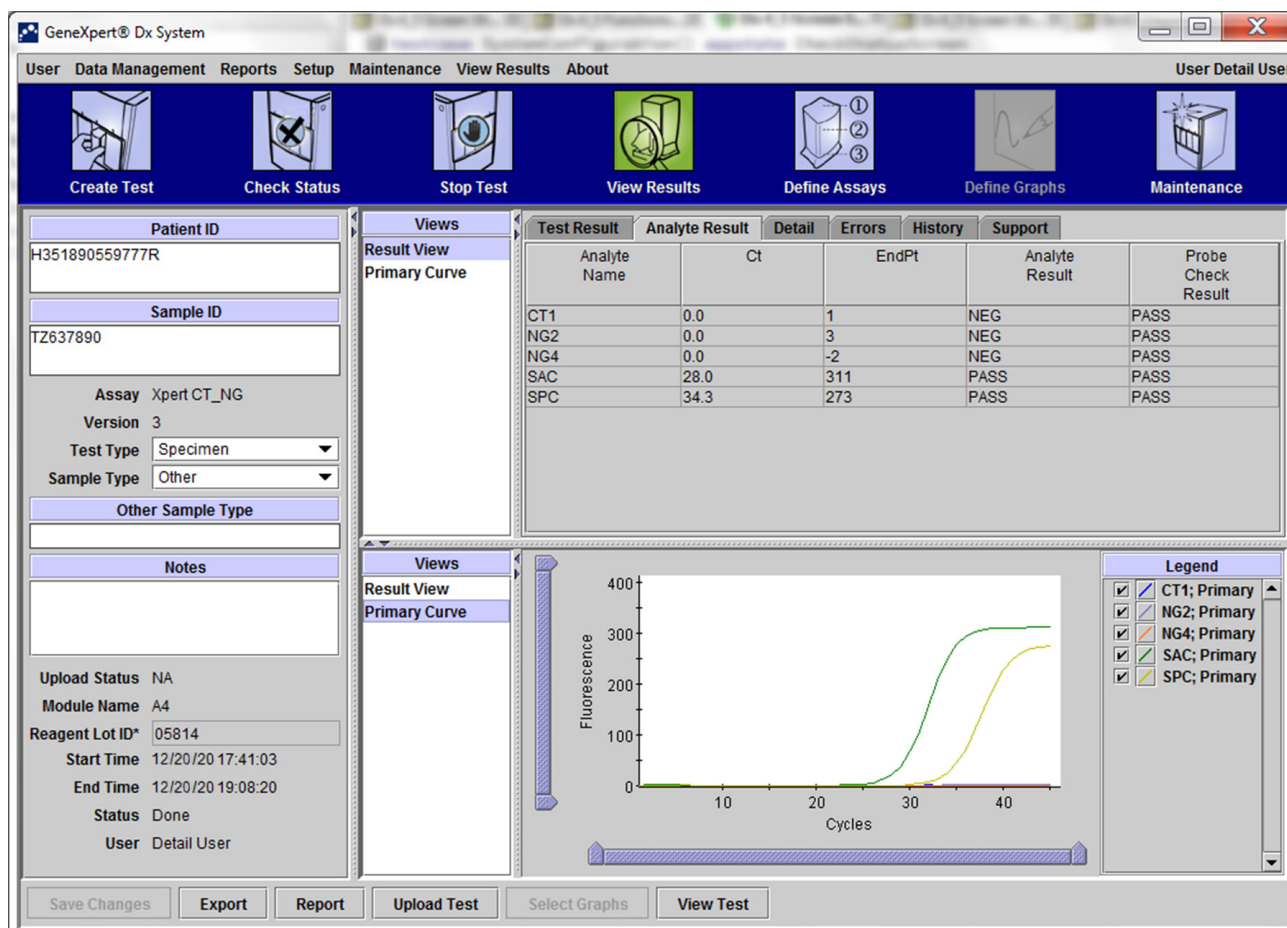 GeneXpert® Dx System
User Data Management Reports Setup Maintenance View Results About User Detail User
Create Test Check Status Stop Test View Results Define Assays Define Graphs Maintenance
① ② ③
Patient ID
H351890559777R
Sample ID
TZ637890
Assay Xpert CT_NG
Version 3
Test Type Specimen
Sample Type Other
Other Sample Type
Notes
Upload Status NA
Module Name A4
Reagent Lot ID* 05814
Start Time 12/20/20 17:41:03
End Time 12/20/20 19:08:20
Status Done
User Detail User
Views
Result View
Primary Curve
Test Result Analyte Result Detail Errors History Support
Analyte Name Ct EndPt Analyte Result Probe Check Result
CT1 0.0 1 NEG PASS
NG2 0.0 3 NEG PASS
NG4 0.0 -2 NEG PASS
SAC 28.0 311 PASS PASS
SPC 34.3 273 PASS PASS
Views
Result View
Primary Curve
Fluorescence
400
300
200
100
0
10 20 30 40
Cycles
Legend
CT1; Primary
NG2; Primary
NG4; Primary
SAC; Primary
SPC; Primary
Save Changes Export Report Upload Test Select Graphs View Test